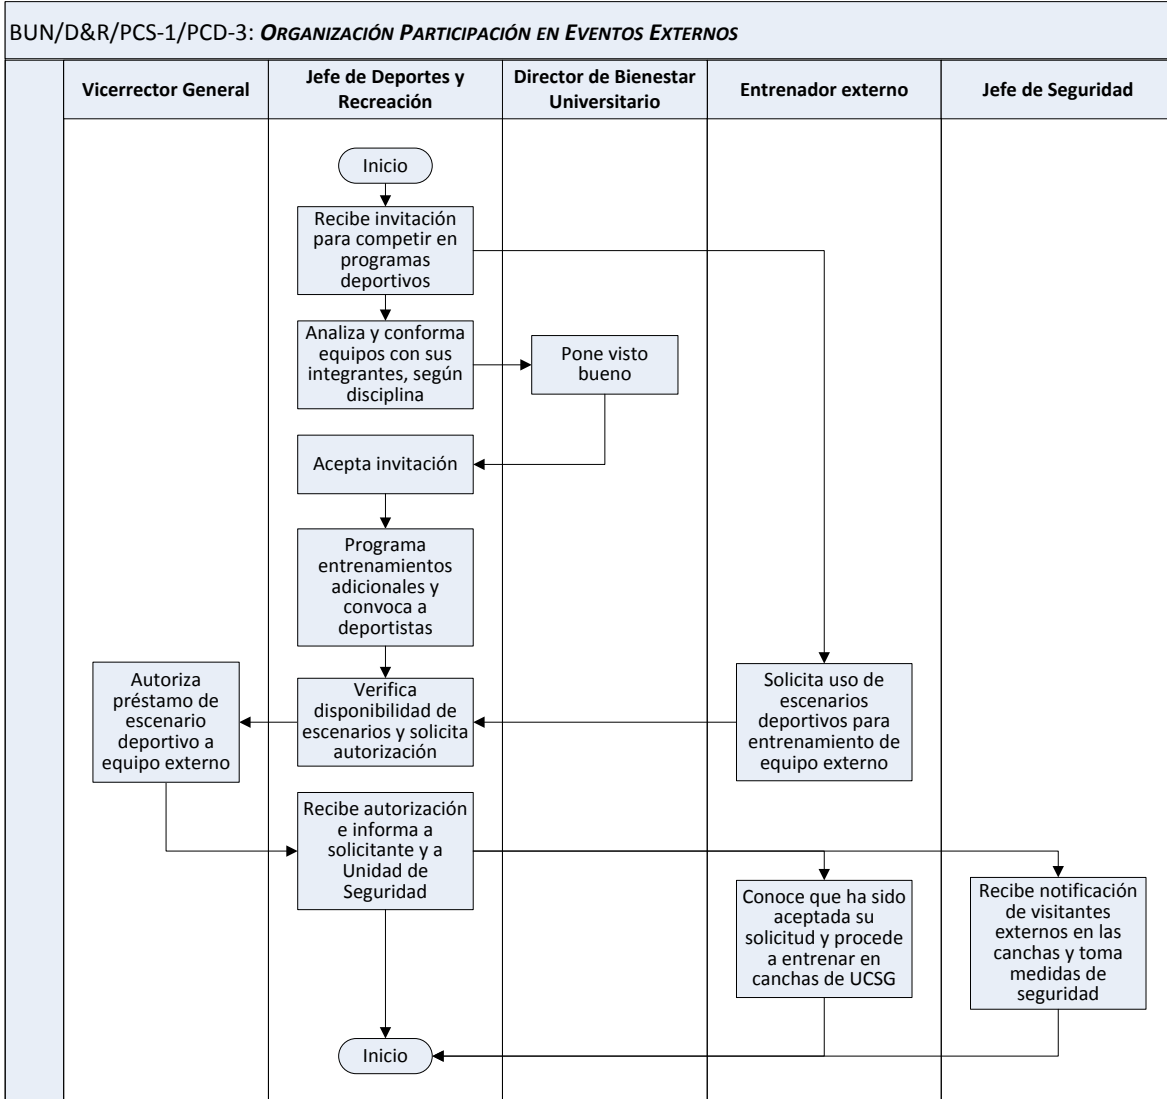 BUN/D&R/PCS-1/PCD-3: ORGANIZACIÓN PARTICIPACIÓN EN EVENTOS EXTERNOS
Vicerrector General
Jefe de Deportes y
Recreación
Director de Bienestar
Universitario
Entrenador externo
Jefe de Seguridad
Inicio
Recibe invitación
para competir en
programas
deportivos
Analiza y conforma
equipos con sus
integrantes, según
disciplina
Pone visto
bueno
Acepta invitación
Programa
entrenamientos
adicionales y
convoca a
deportistas
Autoriza
préstamo de
escenario
deportivo a
equipo externo
Verifica
disponibilidad de
escenarios y solicita
autorización
Solicita uso de
escenarios
deportivos para
entrenamiento de
equipo externo
Recibe autorización
e informa a
solicitante y a
Unidad de
Seguridad
Conoce que ha sido
aceptada su
solicitud y procede
a entrenar en
canchas de UCSG
Recibe notificación
de visitantes
externos en las
canchas y toma
medidas de
seguridad
Inicio